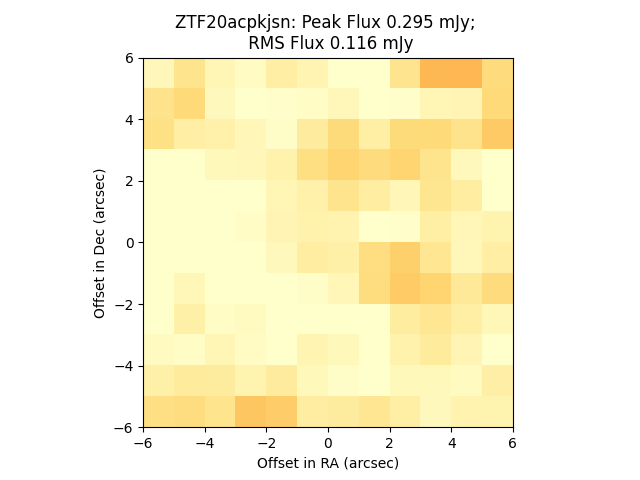 ZTF20acpkjsn: Peak Flux 0.295 mJy;
RMS Flux 0.116 mJy
6
4
2
0
−2
−4
−6
Offset in Dec (arcsec)
−6 −4 −2 0 2 4 6
Offset in RA (arcsec)